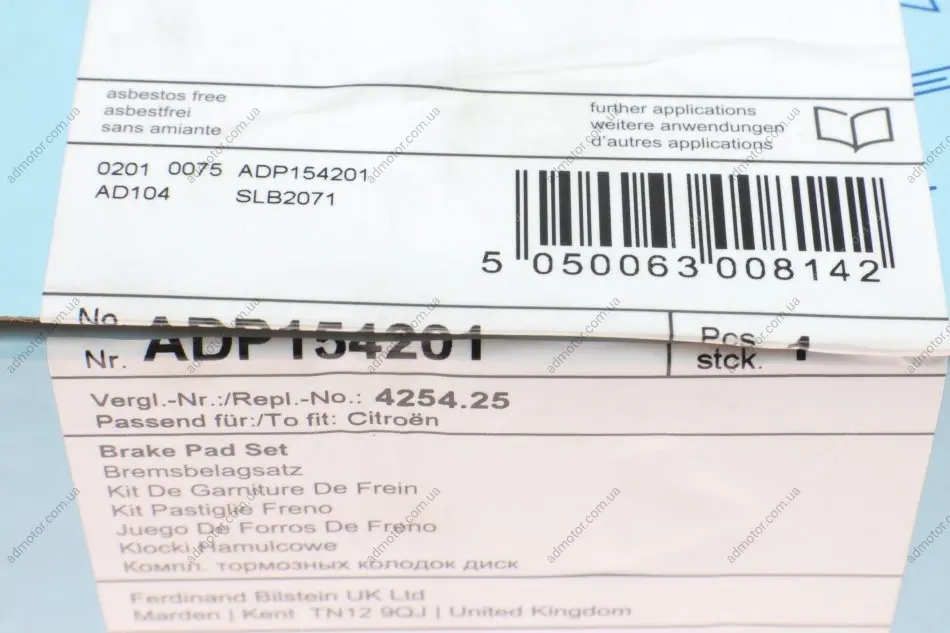 asbestos free
asbestfrei
sans amiante
further applications
weitere anwendungen
d'autres applications
0201 0075 ADP154201
AD104 SLB2071
5 050063 008142
No.
Nr. ADP154201
Pcs.
stck. 1
Vergl.-Nr.:/Repl.-No.: 4254.25
Passend für:/To fit: Citroën
Brake Pad Set
Bremsbelagsatz
Kit De Garniture De Frein
Kit Pastiglie Freno
Juego De Forros De Freno
Klocki Hamulcowe
Компл. тормозных колодок диск
Ferdinand Bilstein UK Ltd
Marden | Kent TN12 9QJ | United Kingdom
admotor.com.ua